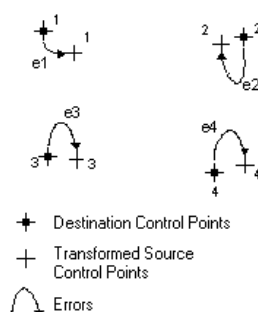 1
1
e1
2
2
e2
e3
3
3
e4
4
4
Destination Control Points
Transformed Source
Control Points
Errors